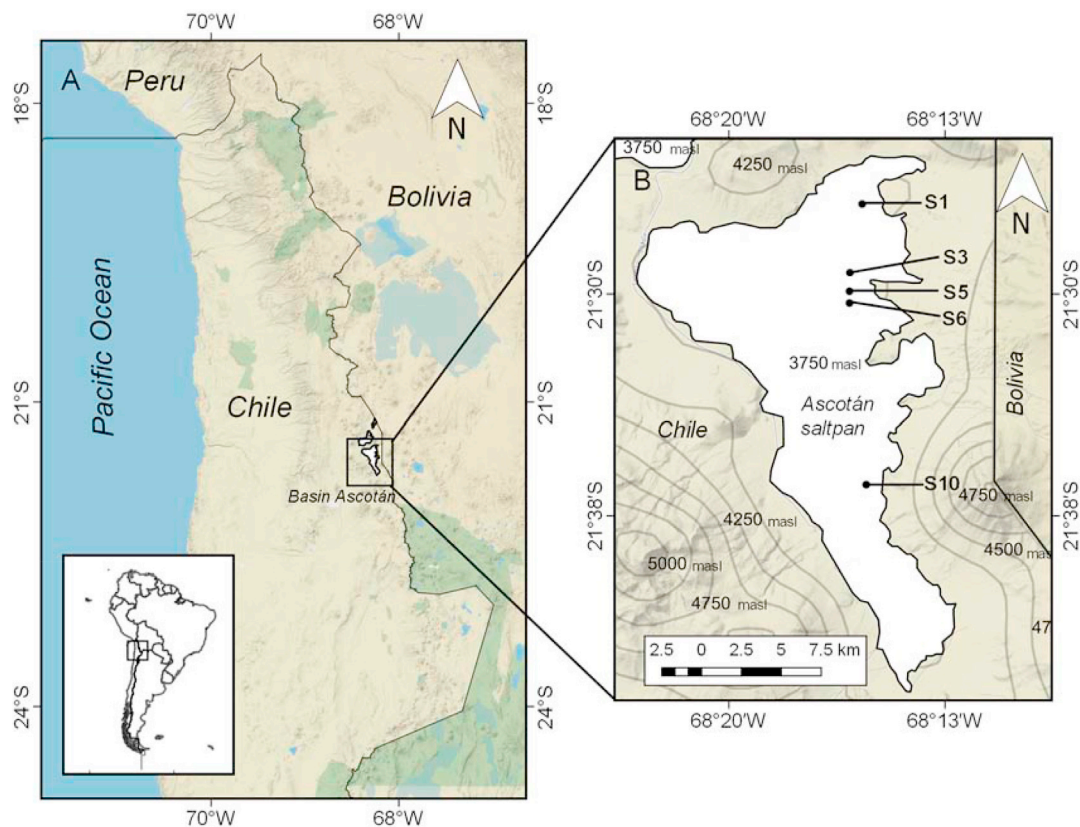 70°W
68°W
A
Peru
N
18°S
18°S
Bolivia
Pacific Ocean
Chile
21°S
21°S
Basin Ascotán
24°S
24°S
70°W
68°W
68°20'W
68°13'W
3750 masl
B
4250
masl
N
S1
S3
S5
S6
21°30'S
21°30'S
3750 masl
Bolivia
Ascotán
saltpan
Chile
S10
4750 masl
21°38'S
21°38'S
4250 masl
4500 masl
5000 masl
4750 masl
47
2.5 0 2.5 5 7.5 km
68°20'W
68°13'W